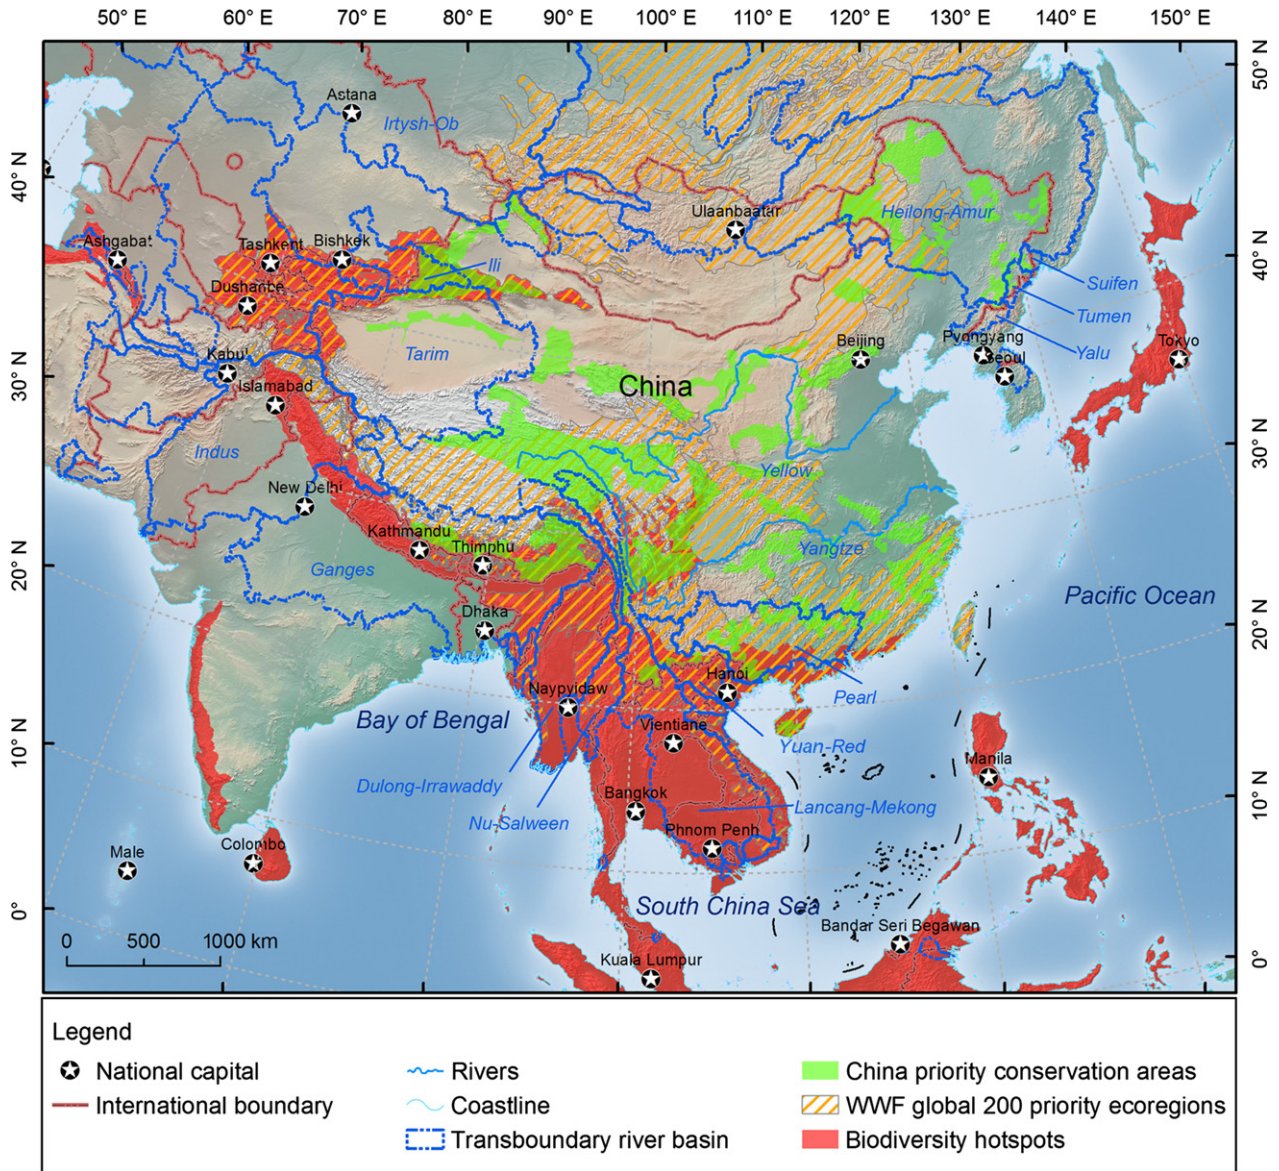 50° E 60° E 70° E 80° E 90° E 100° E 110° E 120° E 130° E 140° E 150° E
50° N
40° N
30° N
20° N
10° N
0°
40° N
30° N
20° N
10° N
0°
Astana
Irtysh-Ob
Ulaanbaatar
Heilong-Amur
Ashgabat
Tashkent
Bishkek
Ili
Dushanbe
Suifen
Tumen
Yalu
Kabul
Tarim
Beijing
Pyongyang
Seoul
Tokyo
Islamabad
China
Indus
Yellow
New Delhi
Kathmandu
Thimphu
Yangtze
Ganges
Pacific Ocean
Dhaka
Hanoi
Pearl
Naypyidaw
Bay of Bengal
Vientiane
Yuan-Red
Manila
Dulong-Irrawaddy
Bangkok
Lancang-Mekong
Nu-Salween
Phnom Penh
Male
Colombo
South China Sea
Bandar Seri Begawan
0 500 1000 km
Kuala Lumpur
Legend
National capital
International boundary
Rivers
Coastline
Transboundary river basin
China priority conservation areas
WWF global 200 priority ecoregions
Biodiversity hotspots